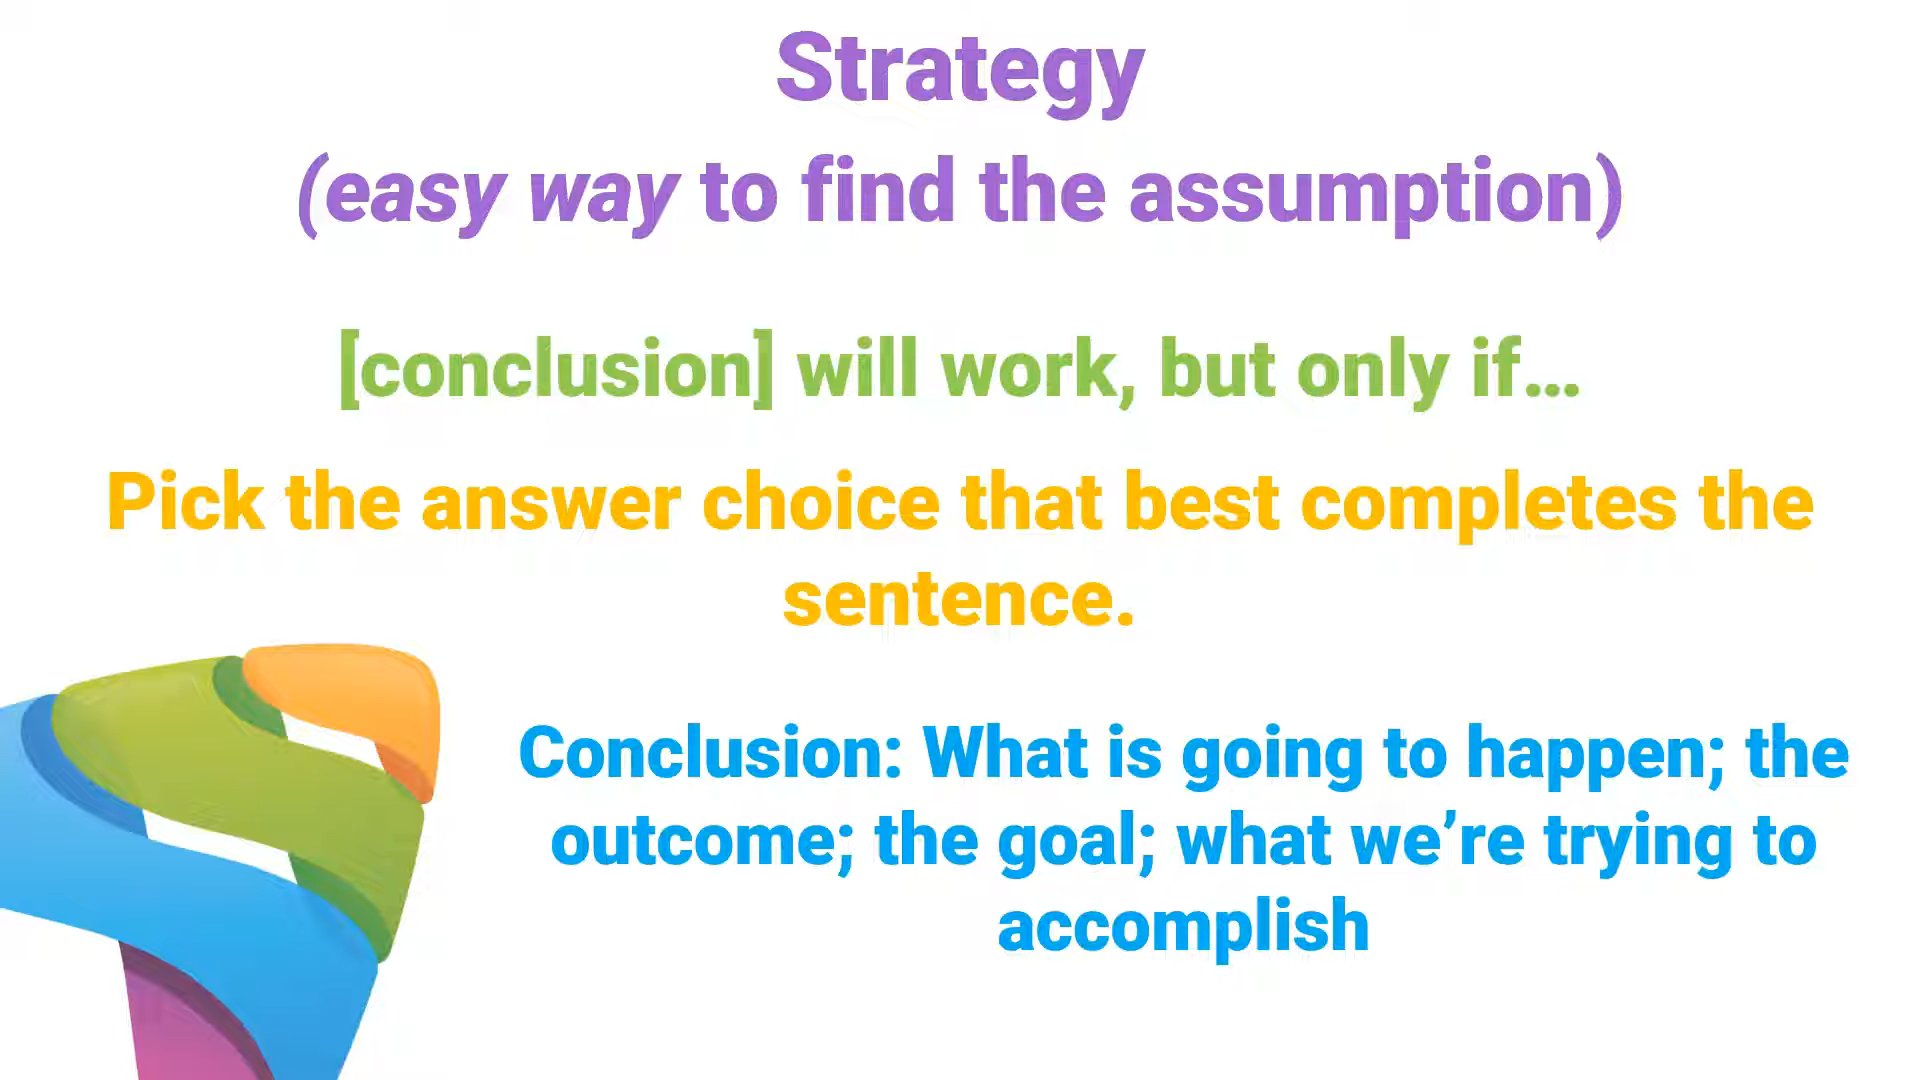 Strategy
(easy way to find the assumption)
[conclusion] will work, but only if...
Pick the answer choice that best completes the
sentence.
Conclusion: What is going to happen; the
outcome; the goal; what we’re trying to
accomplish